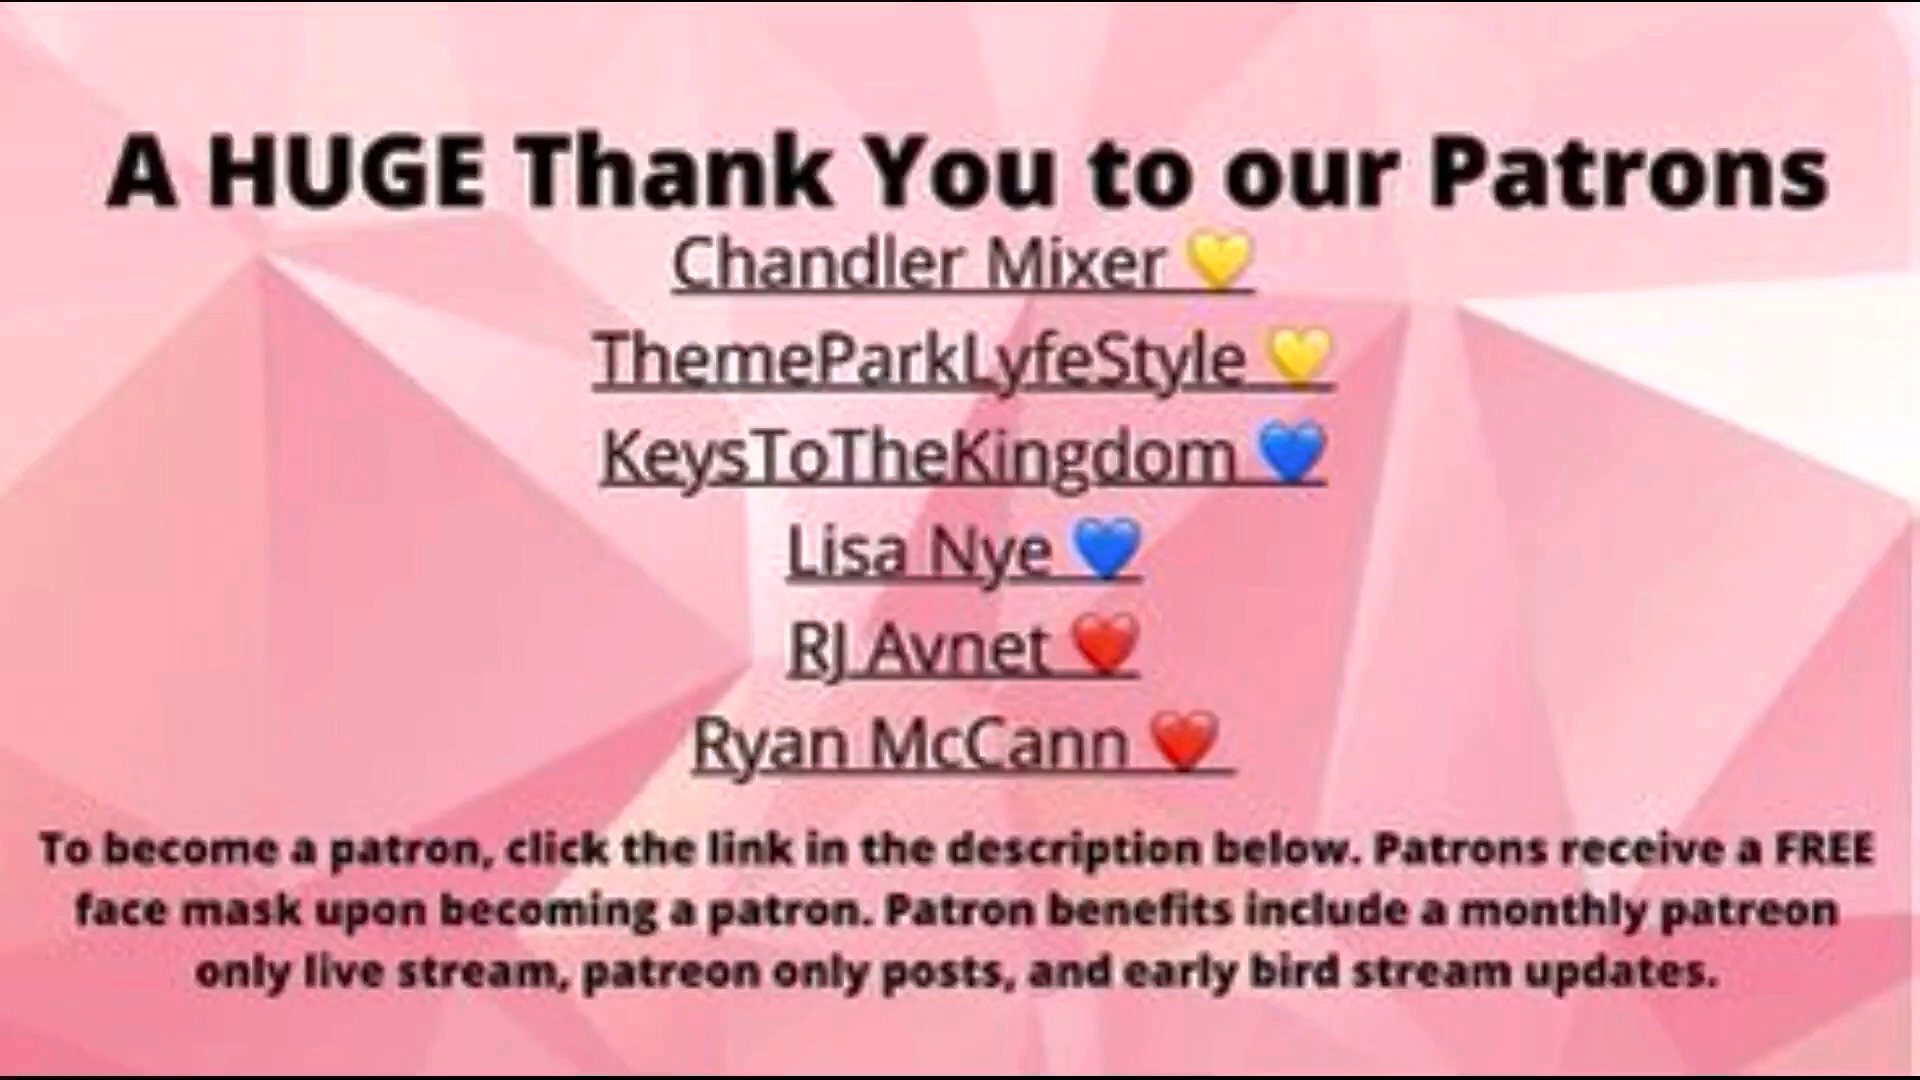 A HUGE Thank You to our Patrons
Chandler Mixer 💛
ThemeParkLyfeStyle 💛
KeysToTheKingdom 💙
Lisa Nye 💙
RJ Avnet ❤️
Ryan McCann ❤️
To become a patron, click the link in the description below. Patrons receive a FREE
face mask upon becoming a patron. Patron benefits include a monthly patreon
only live stream, patreon only posts, and early bird stream updates.